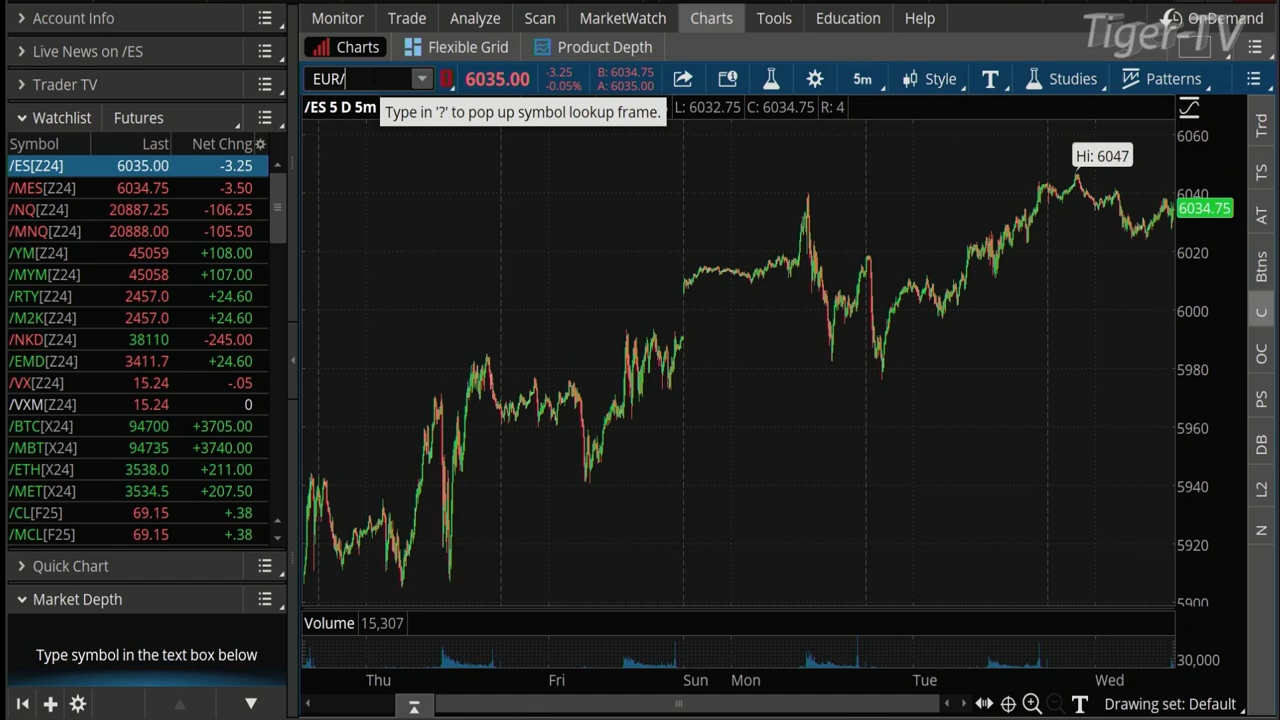 Account Info
Live News on /ES
Trader TV
Watchlist Futures
Symbol Last Net Chng
/ES[Z24] 6035.00 -3.25
/MES[Z24] 6034.75 -3.50
/NQ[Z24] 20887.25 -106.25
/MNQ[Z24] 20888.00 -105.50
/YM[Z24] 45059 +108.00
/MYM[Z24] 45058 +107.00
/RTY[Z24] 2457.0 +24.60
/M2K[Z24] 2457.0 +24.60
/NKD[Z24] 38110 -245.00
/EMD[Z24] 3411.7 +24.60
/VX[Z24] 15.24 -.05
/VXM[Z24] 15.24 0
/BTC[X24] 94700 +3705.00
/MBT[X24] 94735 +3740.00
/ETH[X24] 3538.0 +211.00
/MET[X24] 3534.5 +207.50
/CL[F25] 69.15 +.38
/MCL[F25] 69.15 +.38
Quick Chart
Market Depth
Type symbol in the text box below
Monitor Trade Analyze Scan MarketWatch Charts Tools Education Help
Tiger-TV
OnDemand
Charts Flexible Grid Product Depth
EUR/ 6035.00 -3.25 B: 6034.75
-0.05% A: 6035.00
5m Style T Studies Patterns
/ES 5 D 5m L: 6032.75 C: 6034.75 R: 4
Type in '?' to pop up symbol lookup frame.
Hi: 6047
6060
6040
6034.75
6020
6000
5980
5960
5940
5920
5900
Volume 15,307
30,000
Thu Fri Sun Mon Tue Wed
T Drawing set: Default
Trd
TS
AT
Btns
C
OC
PS
DB
L2
N